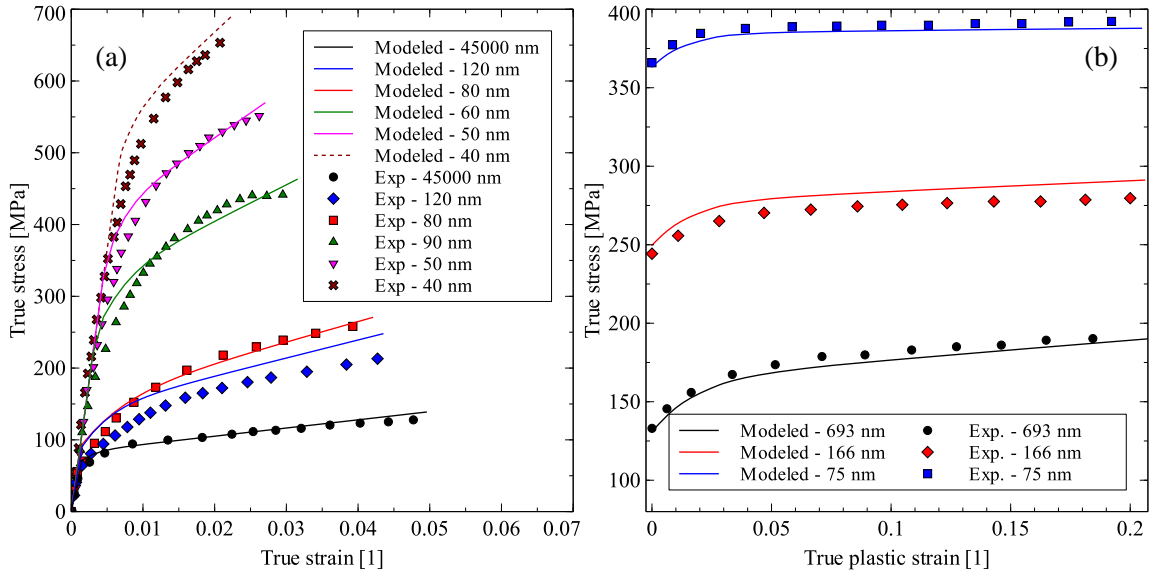 (a)
True stress [MPa]
700
600
500
400
300
200
100
0
0
0.01
0.02
0.03
0.04
0.05
0.06
0.07
True strain [1]
Modeled - 45000 nm
Modeled - 120 nm
Modeled - 80 nm
Modeled - 60 nm
Modeled - 50 nm
Modeled - 40 nm
Exp - 45000 nm
Exp - 120 nm
Exp - 80 nm
Exp - 90 nm
Exp - 50 nm
Exp - 40 nm
(b)
True stress [MPa]
400
350
300
250
200
150
100
0
0.05
0.1
0.15
0.2
True plastic strain [1]
Modeled - 693 nm
Modeled - 166 nm
Modeled - 75 nm
Exp. - 693 nm
Exp. - 166 nm
Exp. - 75 nm